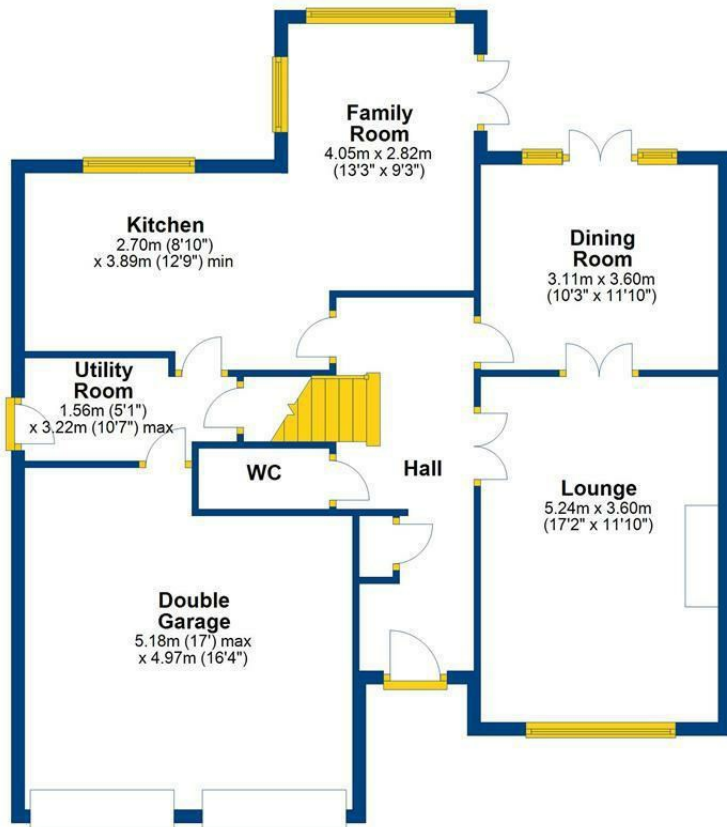 Family
Room
4.05m x 2.82m
(13'3" x 9'3")
Kitchen
2.70m (8'10")
x 3.89m (12'9") min
Dining
Room
3.11m x 3.60m
(10'3" x 11'10")
Utility
Room
1.56m (5'1")
x 3.22m (10'7") max
WC
Hall
Lounge
5.24m x 3.60m
(17'2" x 11'10")
Double
Garage
5.18m (17') max
x 4.97m (16'4")